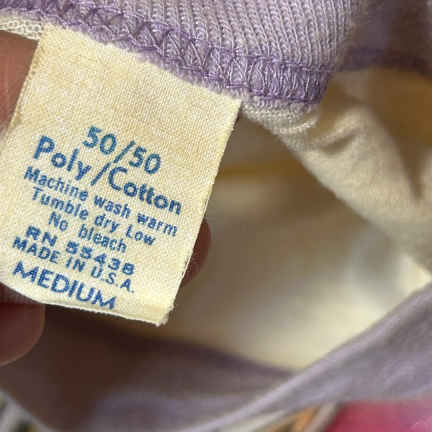 50/50
Poly/Cotton
Machine wash warm
Tumble dry Low
No bleach
RN 55438
MADE IN U.S.A.
MEDIUM